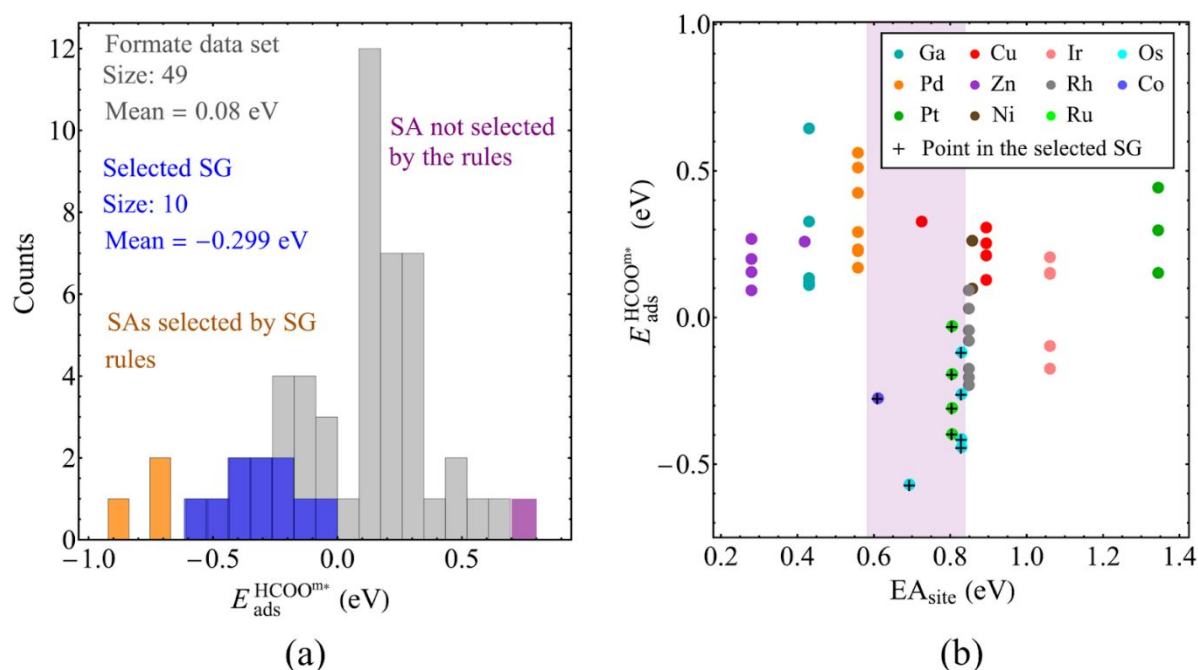 Formate data set
Size: 49
Mean = 0.08 eV
Selected SG
Size: 10
Mean = −0.299 eV
SAs selected by SG
rules
SA not selected
by the rules
Counts
12
10
8
6
4
2
0
−1.0 −0.5 0.0 0.5
E_ads^HCOO^m* (eV)
(a)
Ga Cu Ir Os
Pd Zn Rh Co
Pt Ni Ru
+ Point in the selected SG
E_ads^HCOO^m* (eV)
1.0
0.5
0.0
−0.5
0.2 0.4 0.6 0.8 1.0 1.2 1.4
EA_site (eV)
(b)